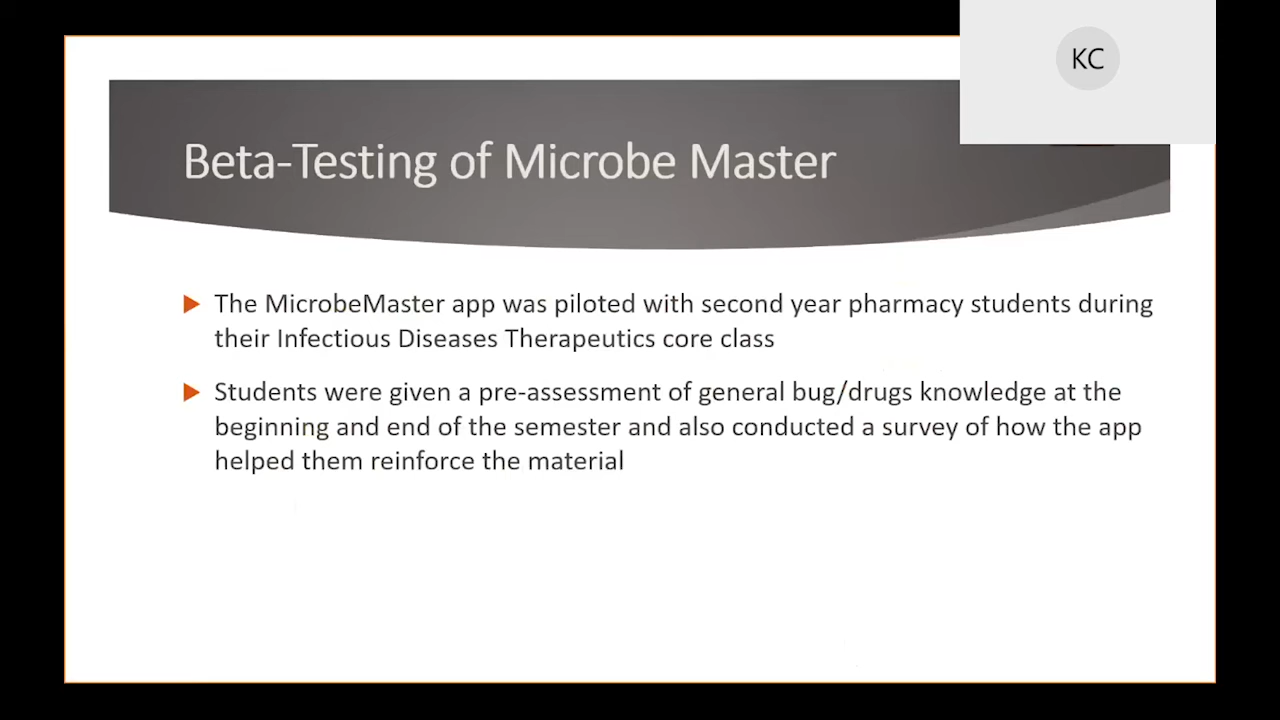 KC
Beta-Testing of Microbe Master
The MicrobeMaster app was piloted with second year pharmacy students during
their Infectious Diseases Therapeutics core class
Students were given a pre-assessment of general bug/drugs knowledge at the
beginning and end of the semester and also conducted a survey of how the app
helped them reinforce the material